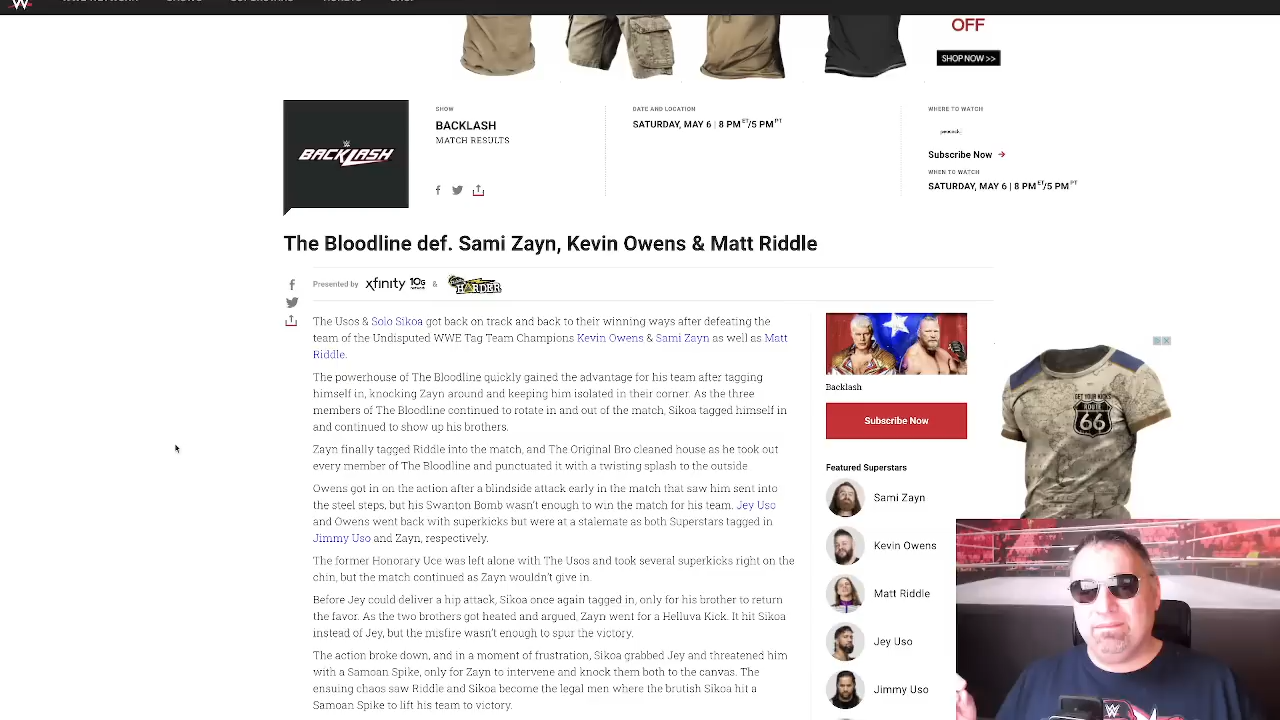 OFF
SHOP NOW >>
BACKLASH
SHOW
BACKLASH
MATCH RESULTS
DATE AND LOCATION
SATURDAY, MAY 6 | 8 PM ET/5 PM PT
WHERE TO WATCH
peacock
Subscribe Now
WHEN TO WATCH
SATURDAY, MAY 6 | 8 PM ET/5 PM PT
The Bloodline def. Sami Zayn, Kevin Owens & Matt Riddle
Presented by xfinity 10G &
The Usos & Solo Sikoa got back on track and back to their winning ways after defeating the
team of the Undisputed WWE Tag Team Champions Kevin Owens & Sami Zayn as well as Matt
Riddle.
The powerhouse of The Bloodline quickly gained the advantage for his team after tagging
himself in, knocking Zayn around and keeping him isolated in their corner. As the three
members of The Bloodline continued to rotate in and out of the match, Sikoa tagged himself in
and continued to show up his brothers.
Zayn finally tagged Riddle into the match, and The Original Bro cleaned house as he took out
every member of The Bloodline and punctuated it with a twisting splash to the outside
Owens got in on the action after a blindside attack early in the match that saw him sent into
the steel steps, but his Swanton Bomb wasn't enough to win the match for his team. Jey Uso
and Owens went back with superkicks but were at a stalemate as both Superstars tagged in
Jimmy Uso and Zayn, respectively.
The former Honorary Uce was left alone with The Usos and took several superkicks right on the
chin, but the match continued as Zayn wouldn't give in.
Before Jey could deliver a hip attack, Sikoa once again tagged in, only for his brother to return
the favor. As the two brothers got heated and argued, Zayn went for a Helluva Kick. It hit Sikoa
instead of Jey, but the miscue wasn't enough to spur the victory.
The action broke down, and in a moment of frustration, Sikoa grabbed Jey and threatened him
with a Samoan Spike, only for Zayn to intervene and knock them both to the canvas. The
ensuing chaos saw Riddle and Sikoa become the legal men, where the brutish Sikoa hit a
Samoan Spike to lift his team to victory.
Backlash
Subscribe Now
Featured Superstars
Sami Zayn
Kevin Owens
Matt Riddle
Jey Uso
Jimmy Uso
GET YOUR KICKS
ROUTE
66